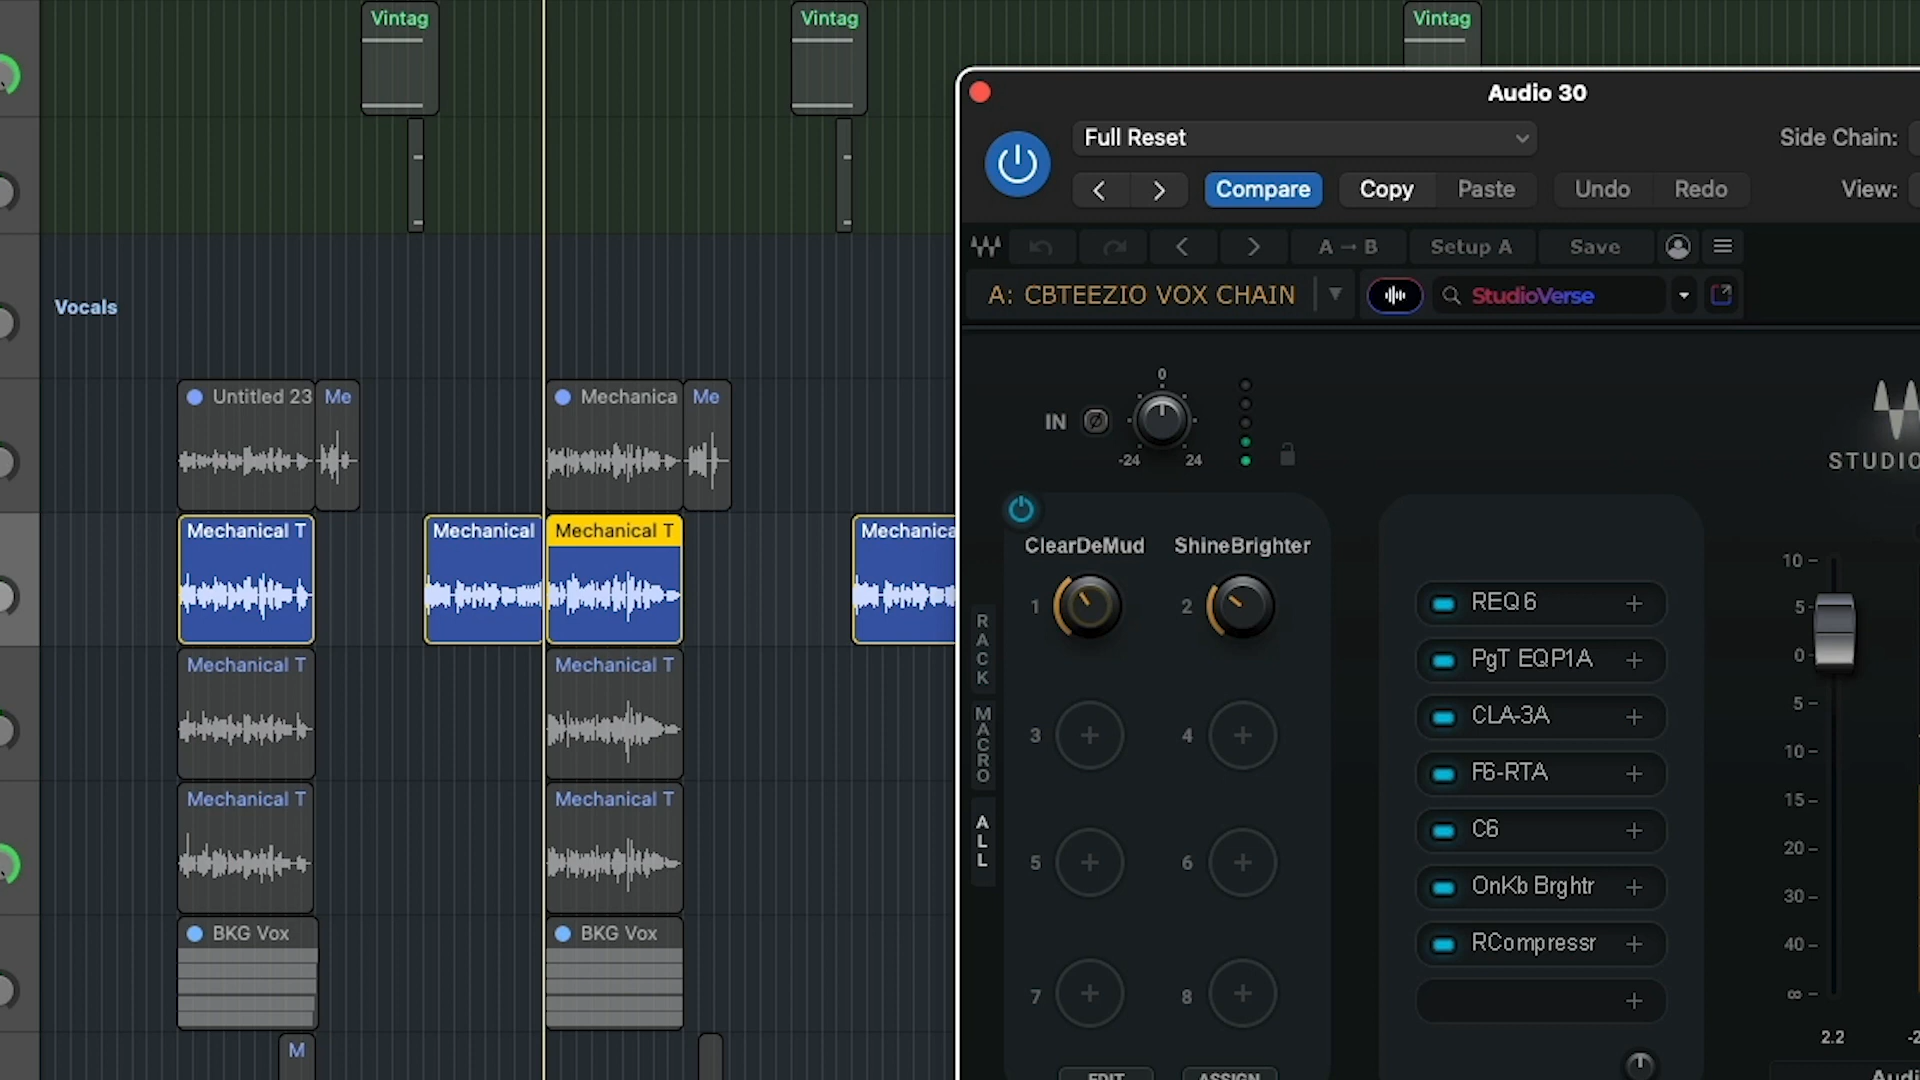 Vintag
Vintag
Vintag
Audio 30
Full Reset
Side Chain:
Compare
Copy
Paste
Undo
Redo
View:
A → B
Setup A
Save
A: CBTEEZIO VOX CHAIN
StudioVerse
Vocals
0
IN
-24
24
STUDIO
Untitled 23
Me
Mechanica
Me
Mechanical T
Mechanical
Mechanical T
Mechanica
ClearDeMud
ShineBrighter
1
2
3
4
5
6
7
8
RACK
MACRO
ALL
REQ 6
PgT EQP1A
CLA-3A
F6-RTA
C6
OnKb Brghtr
RCompressr
10
5
0
5
10
15
20
30
40
∞
2.2
Mechanical T
Mechanical T
Mechanical T
Mechanical T
BKG Vox
BKG Vox
M
EDIT
ASSIGN